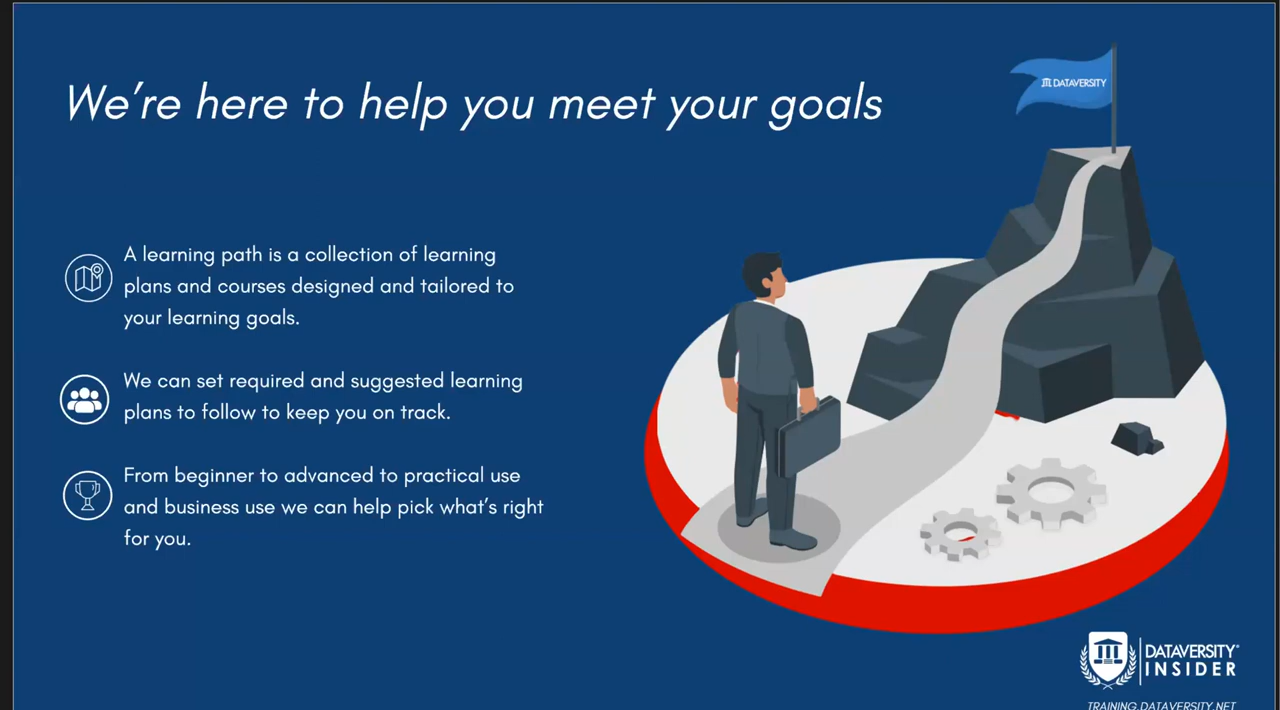 We're here to help you meet your goals
DATAVERSITY
A learning path is a collection of learning
plans and courses designed and tailored to
your learning goals.
We can set required and suggested learning
plans to follow to keep you on track.
From beginner to advanced to practical use
and business use we can help pick what's right
for you.
DATAVERSITY®
INSIDER
TRAINING.DATAVERSITY.NET